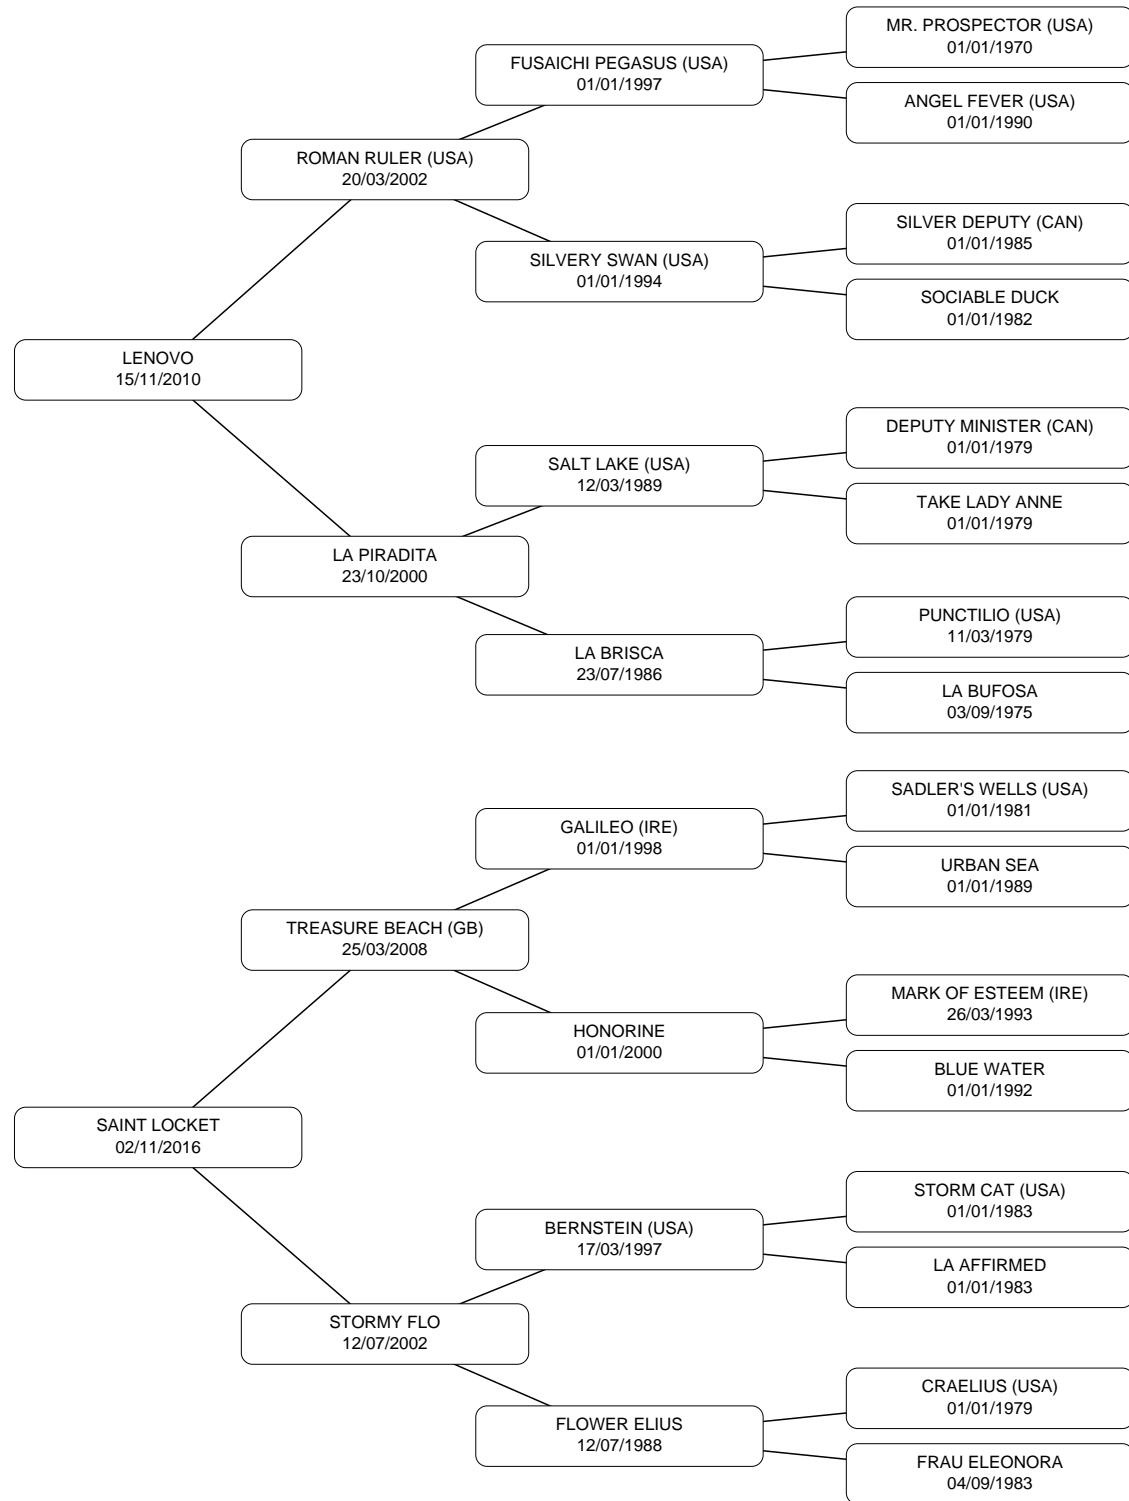 MR. PROSPECTOR (USA)
01/01/1970
FUSAICHI PEGASUS (USA)
01/01/1997
ANGEL FEVER (USA)
01/01/1990
ROMAN RULER (USA)
20/03/2002
SILVER DEPUTY (CAN)
01/01/1985
SILVERY SWAN (USA)
01/01/1994
SOCIABLE DUCK
01/01/1982
LENOVO
15/11/2010
DEPUTY MINISTER (CAN)
01/01/1979
SALT LAKE (USA)
12/03/1989
TAKE LADY ANNE
01/01/1979
LA PIRADITA
23/10/2000
PUNCTILIO (USA)
11/03/1979
LA BRISCA
23/07/1986
LA BUFOSA
03/09/1975
SADLER'S WELLS (USA)
01/01/1981
GALILEO (IRE)
01/01/1998
URBAN SEA
01/01/1989
TREASURE BEACH (GB)
25/03/2008
MARK OF ESTEEM (IRE)
26/03/1993
HONORINE
01/01/2000
BLUE WATER
01/01/1992
SAINT LOCKET
02/11/2016
STORM CAT (USA)
01/01/1983
BERNSTEIN (USA)
17/03/1997
LA AFFIRMED
01/01/1983
STORMY FLO
12/07/2002
CRAELIUS (USA)
01/01/1979
FLOWER ELIUS
12/07/1988
FRAU ELEONORA
04/09/1983